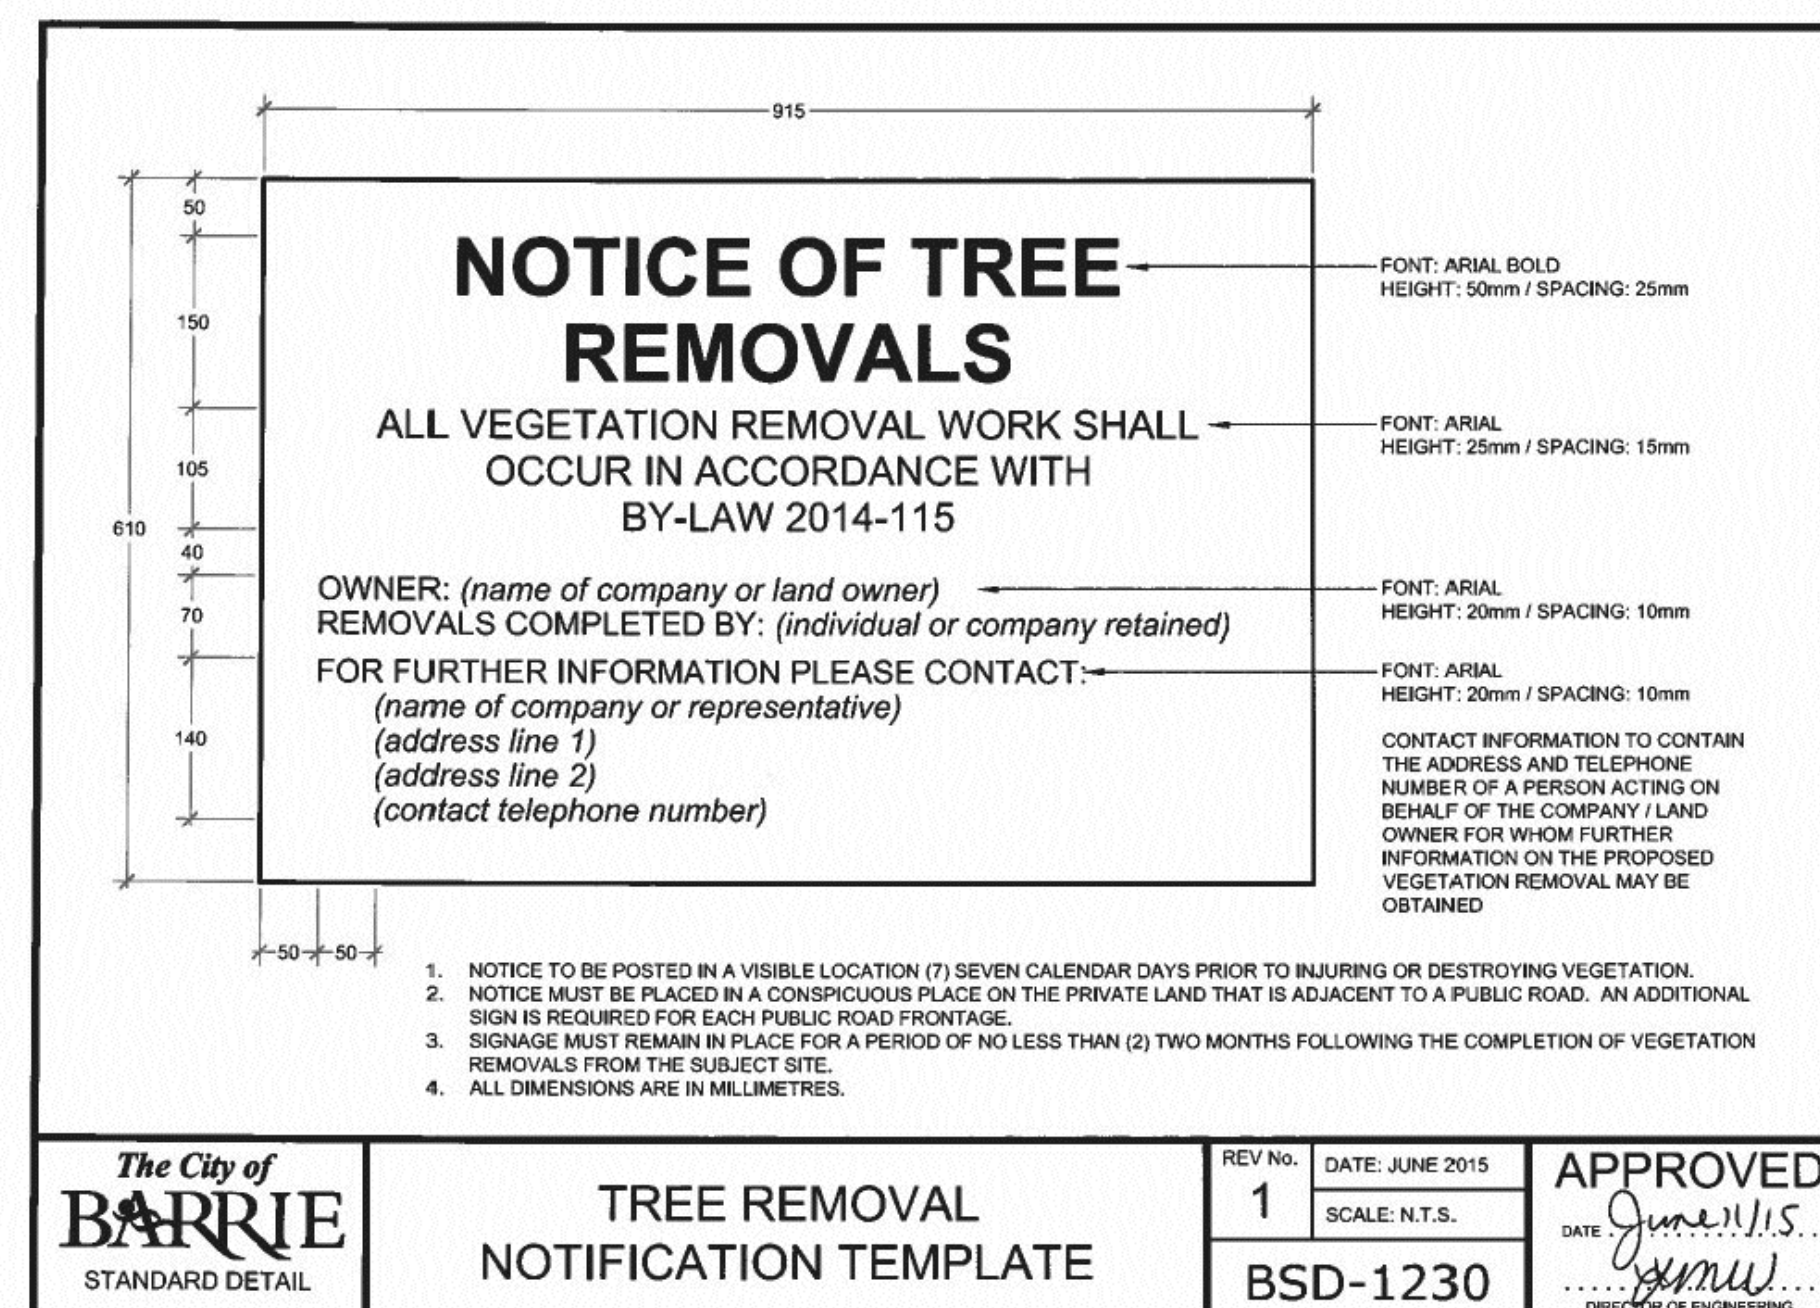 915
50
150
105
610
40
70
140
50
50
NOTICE OF TREE
REMOVALS
ALL VEGETATION REMOVAL WORK SHALL
OCCUR IN ACCORDANCE WITH
BY-LAW 2014-115
OWNER: (name of company or land owner)
REMOVALS COMPLETED BY: (individual or company retained)
FOR FURTHER INFORMATION PLEASE CONTACT:
(name of company or representative)
(address line 1)
(address line 2)
(contact telephone number)
FONT: ARIAL BOLD
HEIGHT: 50mm / SPACING: 25mm
FONT: ARIAL
HEIGHT: 25mm / SPACING: 15mm
FONT: ARIAL
HEIGHT: 20mm / SPACING: 10mm
FONT: ARIAL
HEIGHT: 20mm / SPACING: 10mm
CONTACT INFORMATION TO CONTAIN
THE ADDRESS AND TELEPHONE
NUMBER OF A PERSON ACTING ON
BEHALF OF THE COMPANY / LAND
OWNER FOR WHOM FURTHER
INFORMATION ON THE PROPOSED
VEGETATION REMOVAL MAY BE
OBTAINED
1. NOTICE TO BE POSTED IN A VISIBLE LOCATION (7) SEVEN CALENDAR DAYS PRIOR TO INJURING OR DESTROYING VEGETATION.
2. NOTICE MUST BE PLACED IN A CONSPICUOUS PLACE ON THE PRIVATE LAND THAT IS ADJACENT TO A PUBLIC ROAD. AN ADDITIONAL
SIGN IS REQUIRED FOR EACH PUBLIC ROAD FRONTAGE.
3. SIGNAGE MUST REMAIN IN PLACE FOR A PERIOD OF NO LESS THAN (2) TWO MONTHS FOLLOWING THE COMPLETION OF VEGETATION
REMOVALS FROM THE SUBJECT SITE.
4. ALL DIMENSIONS ARE IN MILLIMETRES.
The City of
BARRIE
STANDARD DETAIL
TREE REMOVAL
NOTIFICATION TEMPLATE
REV No.
1
DATE: JUNE 2015
SCALE: N.T.S.
BSD-1230
APPROVED
DATE June 11/15
DIRECTOR OF ENGINEERING